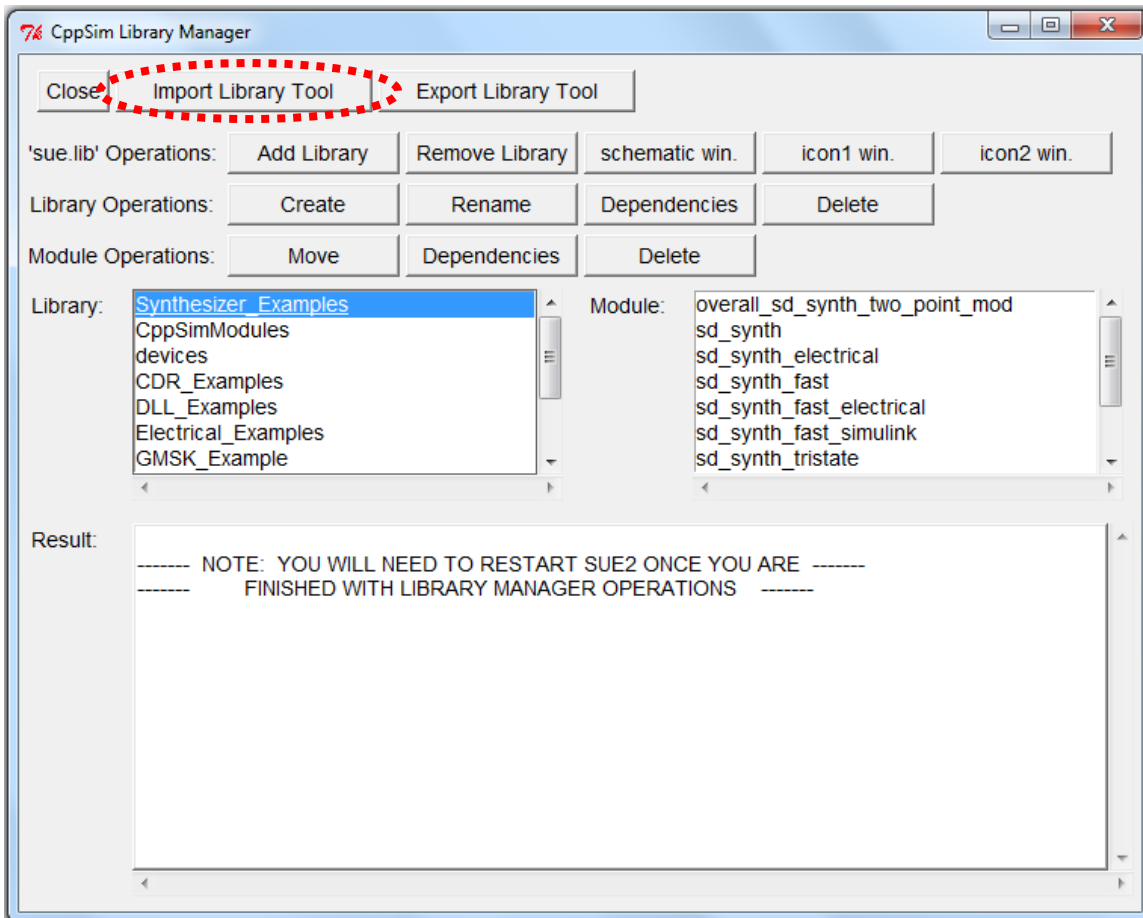 CppSim Library Manager
Close Import Library Tool Export Library Tool
'sue.lib' Operations: Add Library Remove Library schematic win. icon1 win. icon2 win.
Library Operations: Create Rename Dependencies Delete
Module Operations: Move Dependencies Delete
Library:
Synthesizer_Examples
CppSimModules
devices
CDR_Examples
DLL_Examples
Electrical_Examples
GMSK_Example
Module:
overall_sd_synth_two_point_mod
sd_synth
sd_synth_electrical
sd_synth_fast
sd_synth_fast_electrical
sd_synth_fast_simulink
sd_synth_tristate
Result:
------- NOTE: YOU WILL NEED TO RESTART SUE2 ONCE YOU ARE -------
------- FINISHED WITH LIBRARY MANAGER OPERATIONS -------